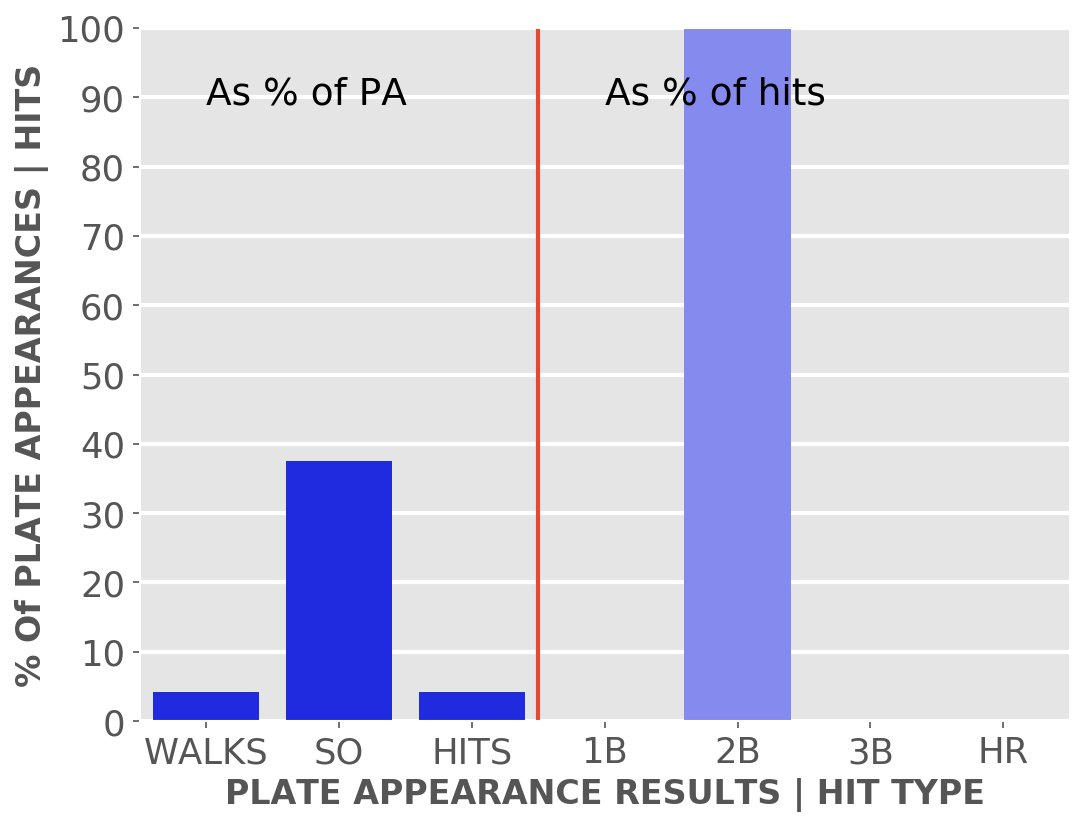 % Of PLATE APPEARANCES | HITS
100
90
80
70
60
50
40
30
20
10
0
As % of PA
As % of hits
WALKS SO HITS 1B 2B 3B HR
PLATE APPEARANCE RESULTS | HIT TYPE